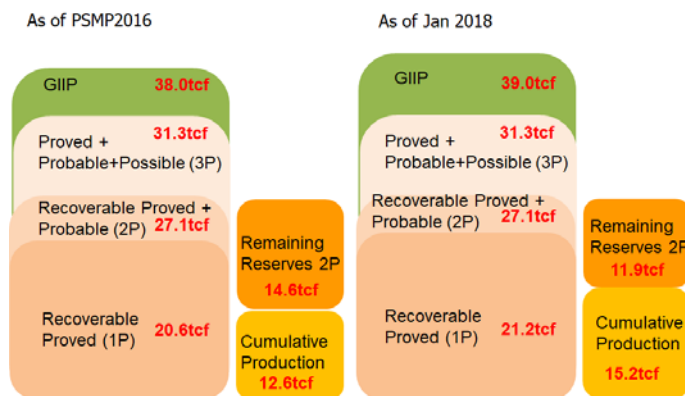 As of PSMP2016
GIIP 38.0tcf
31.3tcf
Proved +
Probable+Possible (3P)
Recoverable Proved +
Probable (2P) 27.1tcf
Remaining
Reserves 2P
14.6tcf
Recoverable
Proved (1P) 20.6tcf
Cumulative
Production
12.6tcf
As of Jan 2018
GIIP 39.0tcf
31.3tcf
Proved +
Probable+Possible (3P)
Recoverable Proved +
Probable (2P) 27.1tcf
Remaining
Reserves 2P
11.9tcf
Recoverable
Proved (1P) 21.2tcf
Cumulative
Production
15.2tcf